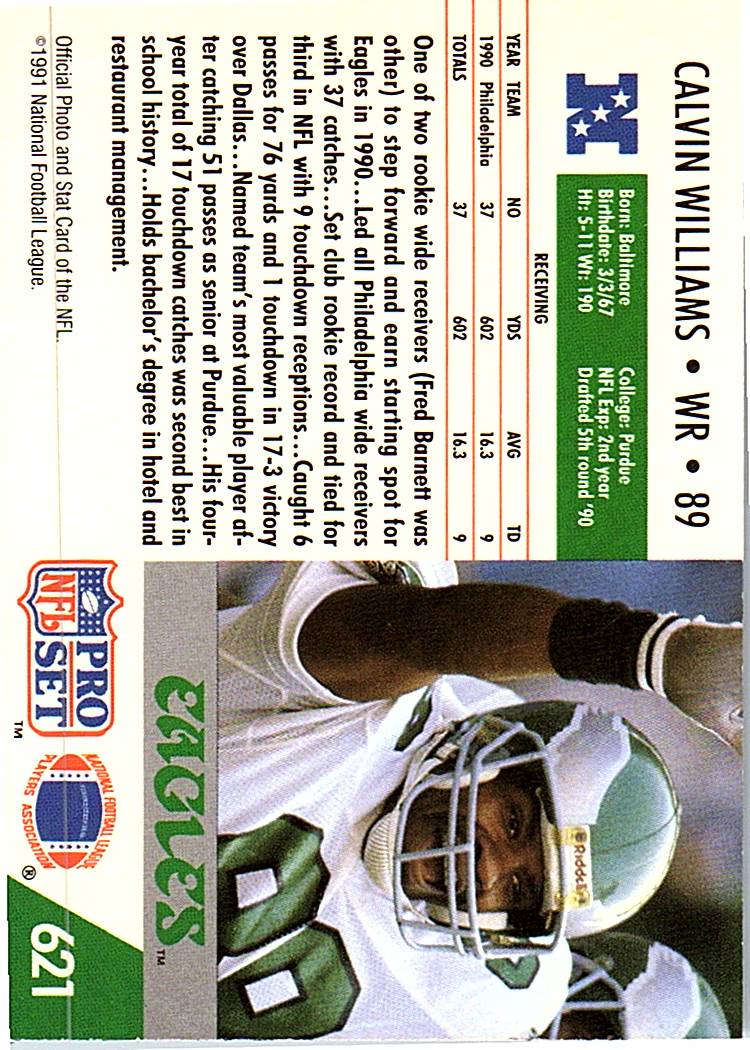 CALVIN WILLIAMS • WR • 89
N
Born: Baltimore
Birthdate: 3/3/67
Ht: 5-11 Wt: 190
College: Purdue
NFL Exp: 2nd year
Drafted 5th round '90
RECEIVING
YEAR TEAM NO YDS AVG TD
1990 Philadelphia 37 602 16.3 9
TOTALS 37 602 16.3 9
One of two rookie wide receivers (Fred Barnett was
other) to step forward and earn starting spot for
Eagles in 1990...Led all Philadelphia wide receivers
with 37 catches...Set club rookie record and tied for
third in NFL with 9 touchdown receptions...Caught 6
passes for 76 yards and 1 touchdown in 17-3 victory
over Dallas...Named team's most valuable player af-
ter catching 51 passes as senior at Purdue...His four-
year total of 17 touchdown catches was second best in
school history...Holds bachelor's degree in hotel and
restaurant management.
Official Photo and Stat Card of the NFL.
©1991 National Football League.
Riddell
EAGLES™
PRO
NFL SET™
NATIONAL FOOTBALL LEAGUE
PLAYERS ASSOCIATION®
621